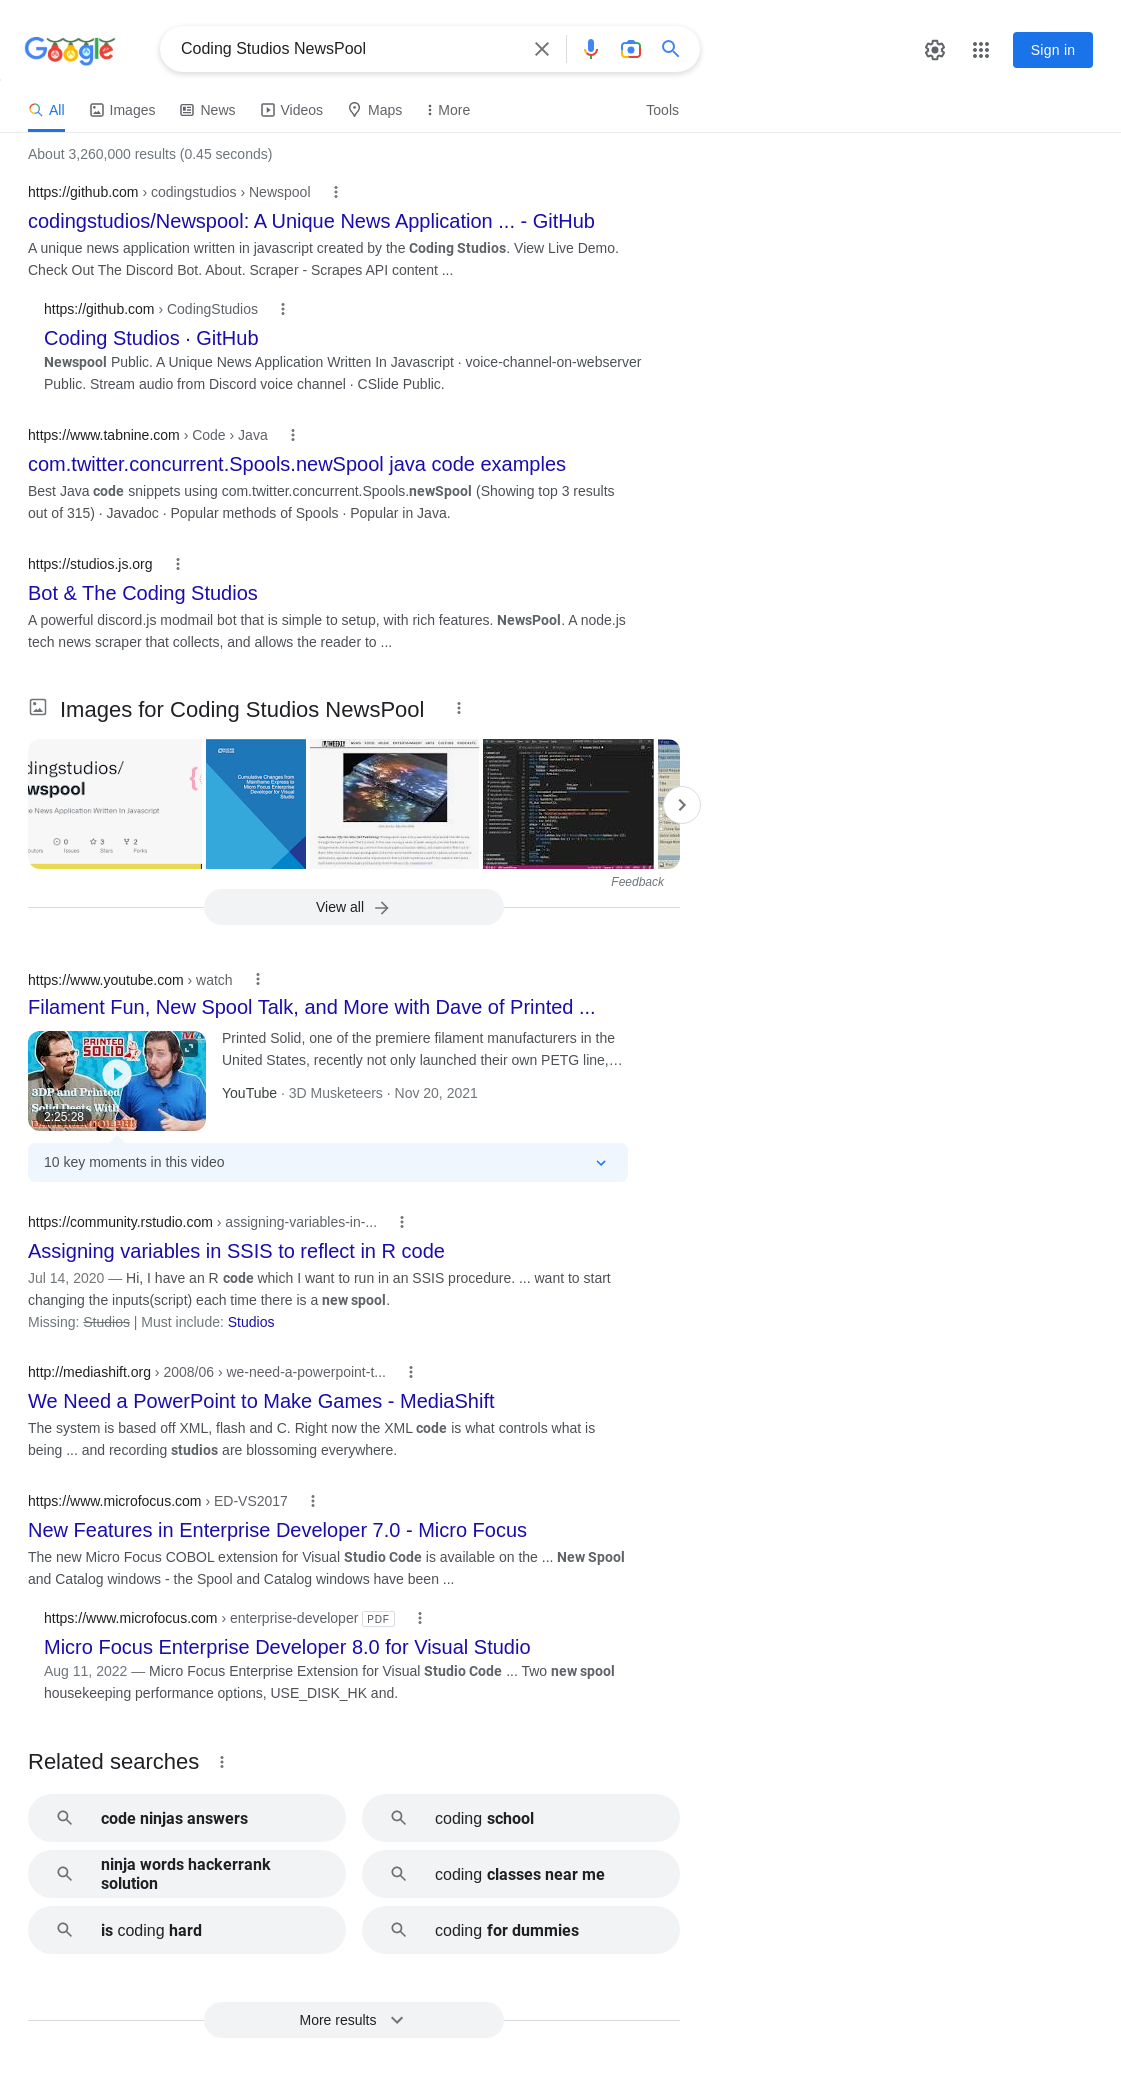 Google
Coding Studios NewsPool
Sign in
All
Images
News
Videos
Maps
More
Tools
About 3,260,000 results (0.45 seconds)
https://github.com › codingstudios › Newspool
codingstudios/Newspool: A Unique News Application ... - GitHub
A unique news application written in javascript created by the Coding Studios. View Live Demo.
Check Out The Discord Bot. About. Scraper - Scrapes API content ...
https://github.com › CodingStudios
Coding Studios · GitHub
Newspool Public. A Unique News Application Written In Javascript · voice-channel-on-webserver
Public. Stream audio from Discord voice channel · CSlide Public.
https://www.tabnine.com › Code › Java
com.twitter.concurrent.Spools.newSpool java code examples
Best Java code snippets using com.twitter.concurrent.Spools.newSpool (Showing top 3 results
out of 315) · Javadoc · Popular methods of Spools · Popular in Java.
https://studios.js.org
Bot & The Coding Studios
A powerful discord.js modmail bot that is simple to setup, with rich features. NewsPool. A node.js
tech news scraper that collects, and allows the reader to ...
Images for Coding Studios NewsPool
dingstudios/
wspool
e News Application Written In Javascript
0
3
2
Issues
Stars
Forks
Cumulative Changes from
Mainframe Express to
Micro Focus Enterprise
Developer for Visual
Studio
Feedback
View all
https://www.youtube.com › watch
Filament Fun, New Spool Talk, and More with Dave of Printed ...
PRINTED
SOLID
3DP and Printed
Solid Deets With
2:25:28
Printed Solid, one of the premiere filament manufacturers in the
United States, recently not only launched their own PETG line,...
YouTube · 3D Musketeers · Nov 20, 2021
10 key moments in this video
https://community.rstudio.com › assigning-variables-in-...
Assigning variables in SSIS to reflect in R code
Jul 14, 2020 — Hi, I have an R code which I want to run in an SSIS procedure. ... want to start
changing the inputs(script) each time there is a new spool.
Missing: Studios | Must include: Studios
http://mediashift.org › 2008/06 › we-need-a-powerpoint-t...
We Need a PowerPoint to Make Games - MediaShift
The system is based off XML, flash and C. Right now the XML code is what controls what is
being ... and recording studios are blossoming everywhere.
https://www.microfocus.com › ED-VS2017
New Features in Enterprise Developer 7.0 - Micro Focus
The new Micro Focus COBOL extension for Visual Studio Code is available on the ... New Spool
and Catalog windows - the Spool and Catalog windows have been ...
https://www.microfocus.com › enterprise-developer PDF
Micro Focus Enterprise Developer 8.0 for Visual Studio
Aug 11, 2022 — Micro Focus Enterprise Extension for Visual Studio Code ... Two new spool
housekeeping performance options, USE_DISK_HK and.
Related searches
code ninjas answers
coding school
ninja words hackerrank
solution
coding classes near me
is coding hard
coding for dummies
More results